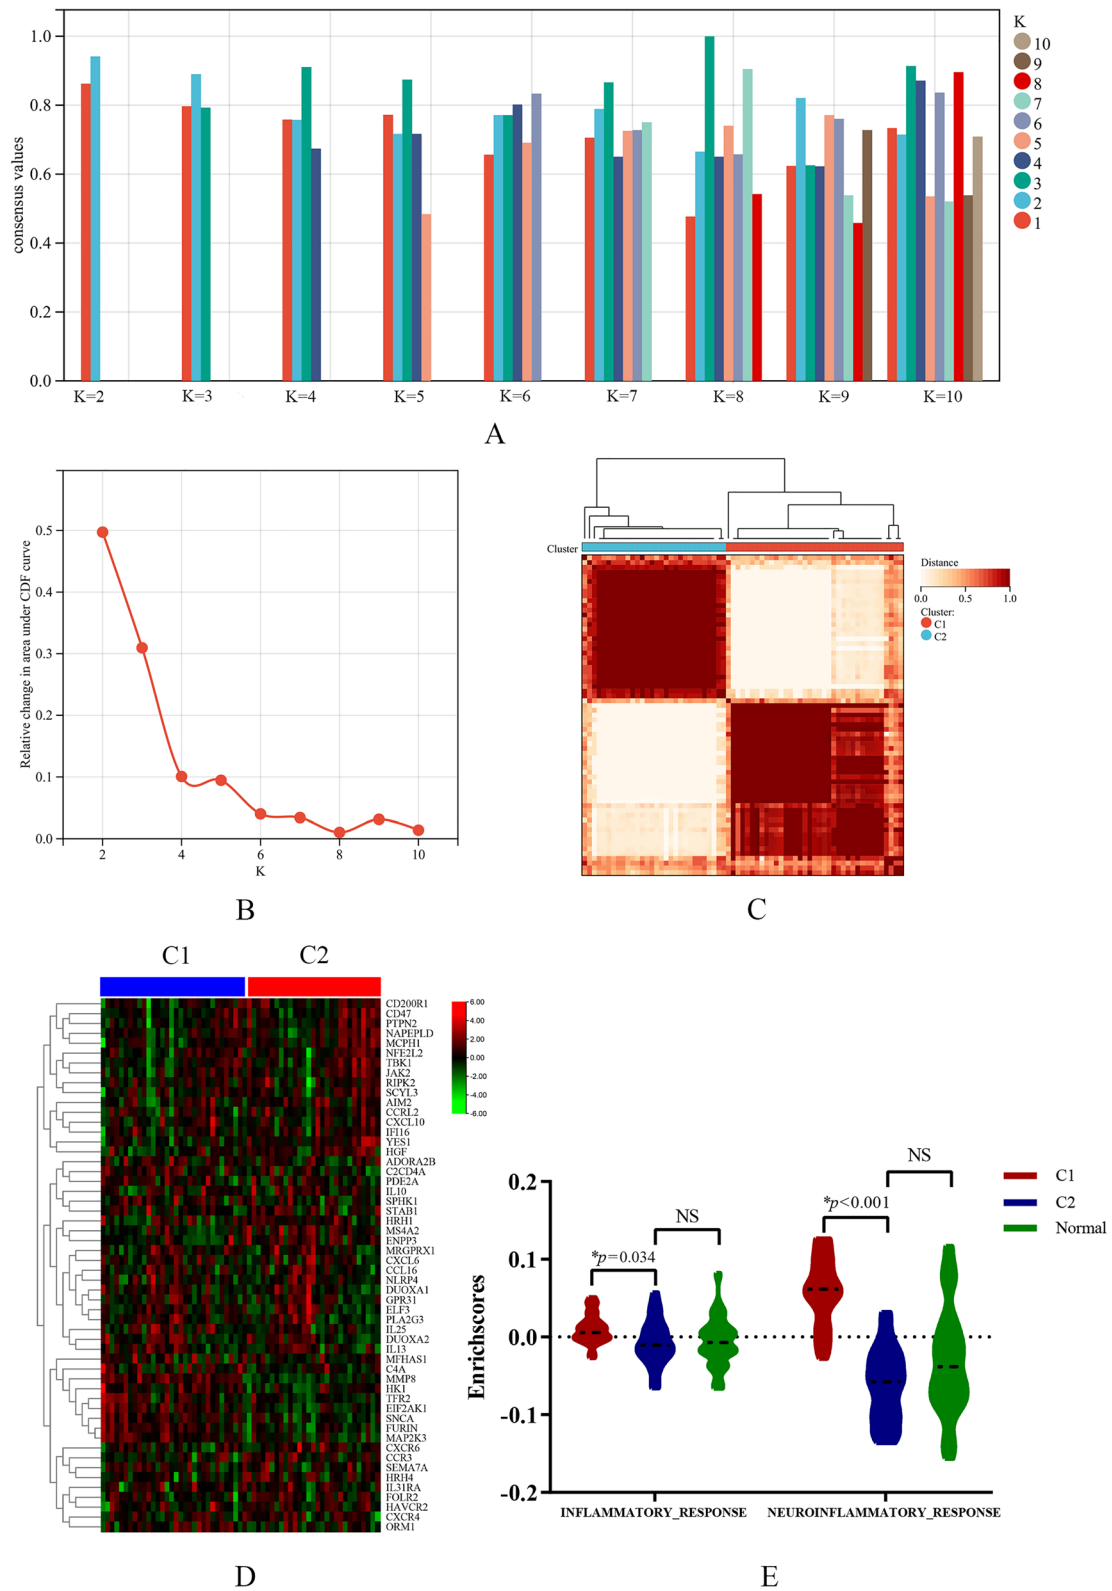 K
1.0
0.8
0.6
0.4
0.2
0.0
consensus values
10
9
8
7
6
5
4
3
2
1
K=2 K=3 K=4 K=5 K=6 K=7 K=8 K=9 K=10
A
0.5
0.4
0.3
0.2
0.1
0.0
Relative change in area under CDF curve
2 4 6 8 10
K
B
Cluster
Distance
0.0 0.5 1.0
Cluster:
C1
C2
C
C1 C2
CD200R1
CD47
PTPN2
NAPEPLD
MCPH1
NFE2L2
TBK1
JAK2
RIPK2
SCYL3
AIM2
CCRL2
CXCL10
IFI16
YES1
HGF
ADORA2B
C2CD4A
PDE2A
IL10
SPHK1
STAB1
HRH1
MS4A2
ENPP3
MRGPRX1
CXCL6
CCL16
NLRP4
DUOXA1
GPR31
ELF3
PLA2G3
IL25
DUOXA2
IL13
MFHAS1
C4A
MMP8
HK1
TFR2
EIF2AK1
SNCA
FURIN
MAP2K3
CXCR6
CCR3
SEMA7A
HRH4
IL31RA
FOLR2
HAVCR2
CXCR4
ORM1
6.00
4.00
2.00
0.00
-2.00
-4.00
-6.00
D
Enrichscores
0.2
0.1
0.0
-0.1
-0.2
*p=0.034
NS
*p<0.001
NS
C1
C2
Normal
INFLAMMATORY_RESPONSE NEUROINFLAMMATORY_RESPONSE
E